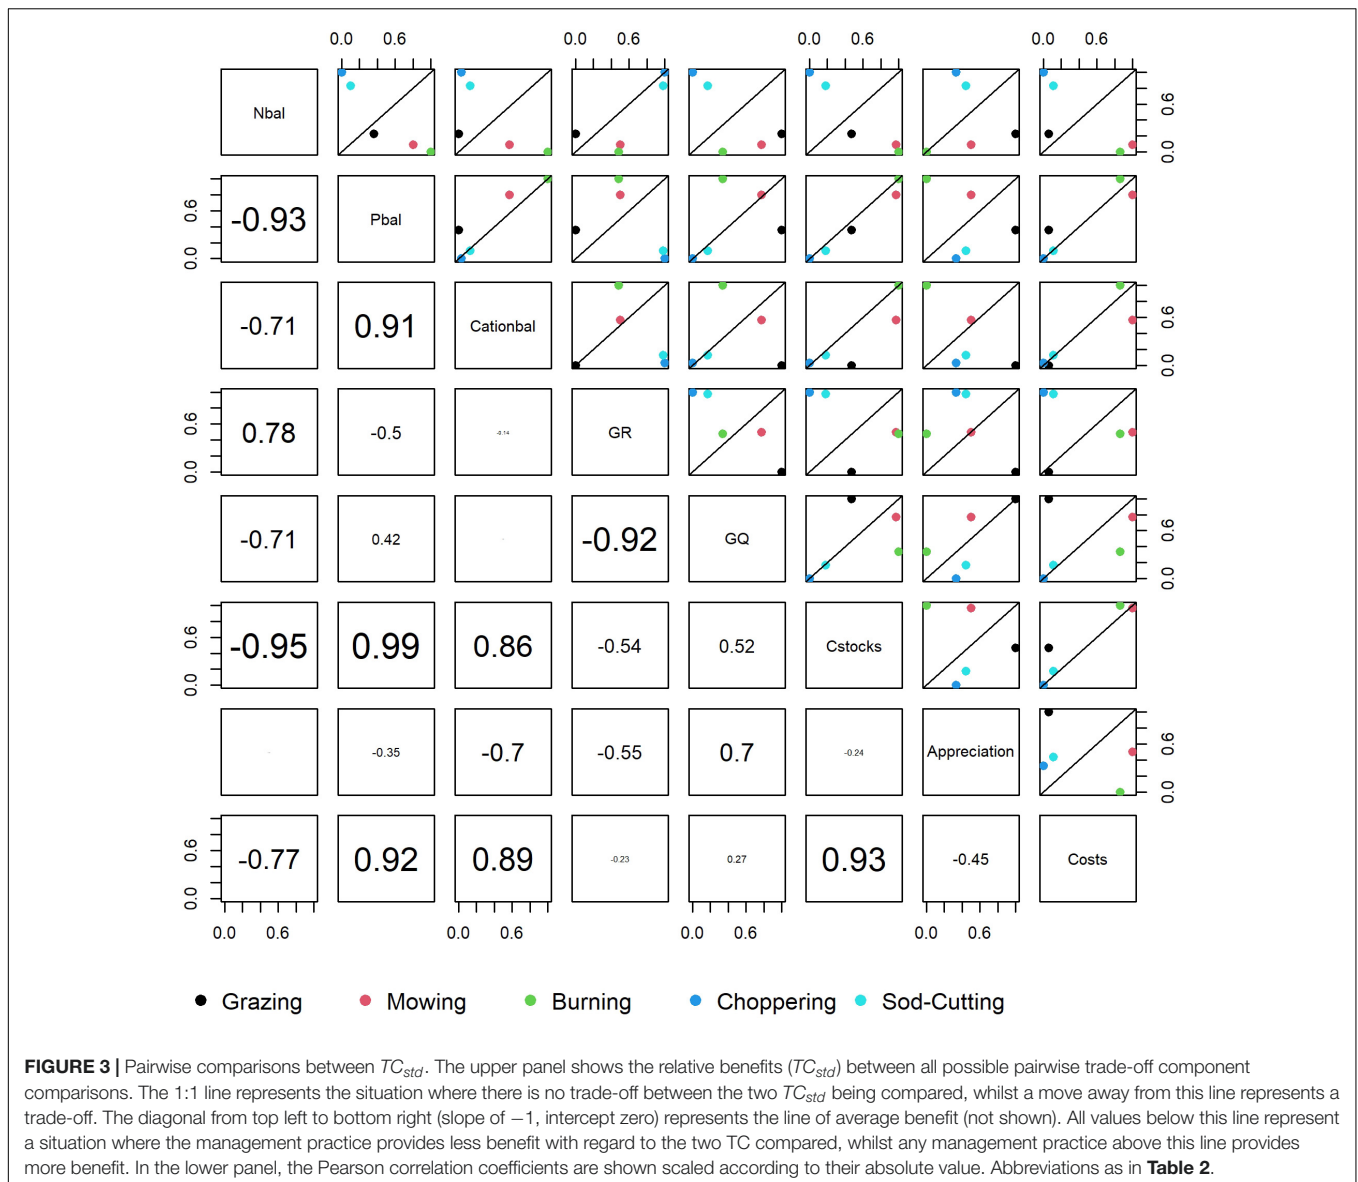 0.0 0.6 0.0 0.6 0.0 0.6 0.0 0.6
Nbal 0.0 0.6
-0.93 Pbal 0.0 0.6
-0.71 0.91 Cationbal 0.0 0.6
0.78 -0.5 -0.14 GR 0.0 0.6
-0.71 0.42 -0.92 GQ 0.0 0.6
-0.95 0.99 0.86 -0.54 0.52 Cstocks 0.0 0.6
-0.35 -0.7 -0.55 0.7 -0.24 Appreciation 0.0 0.6
-0.77 0.92 0.89 -0.23 0.27 0.93 -0.45 Costs 0.0 0.6
0.0 0.6 0.0 0.6 0.0 0.6 0.0 0.6
Grazing Mowing Burning Choppering Sod-Cutting
FIGURE 3 | Pairwise comparisons between TCstd. The upper panel shows the relative benefits (TCstd) between all possible pairwise trade-off component
comparisons. The 1:1 line represents the situation where there is no trade-off between the two TCstd being compared, whilst a move away from this line represents a
trade-off. The diagonal from top left to bottom right (slope of −1, intercept zero) represents the line of average benefit (not shown). All values below this line represent
a situation where the management practice provides less benefit with regard to the two TC compared, whilst any management practice above this line provides
more benefit. In the lower panel, the Pearson correlation coefficients are shown scaled according to their absolute value. Abbreviations as in Table 2.